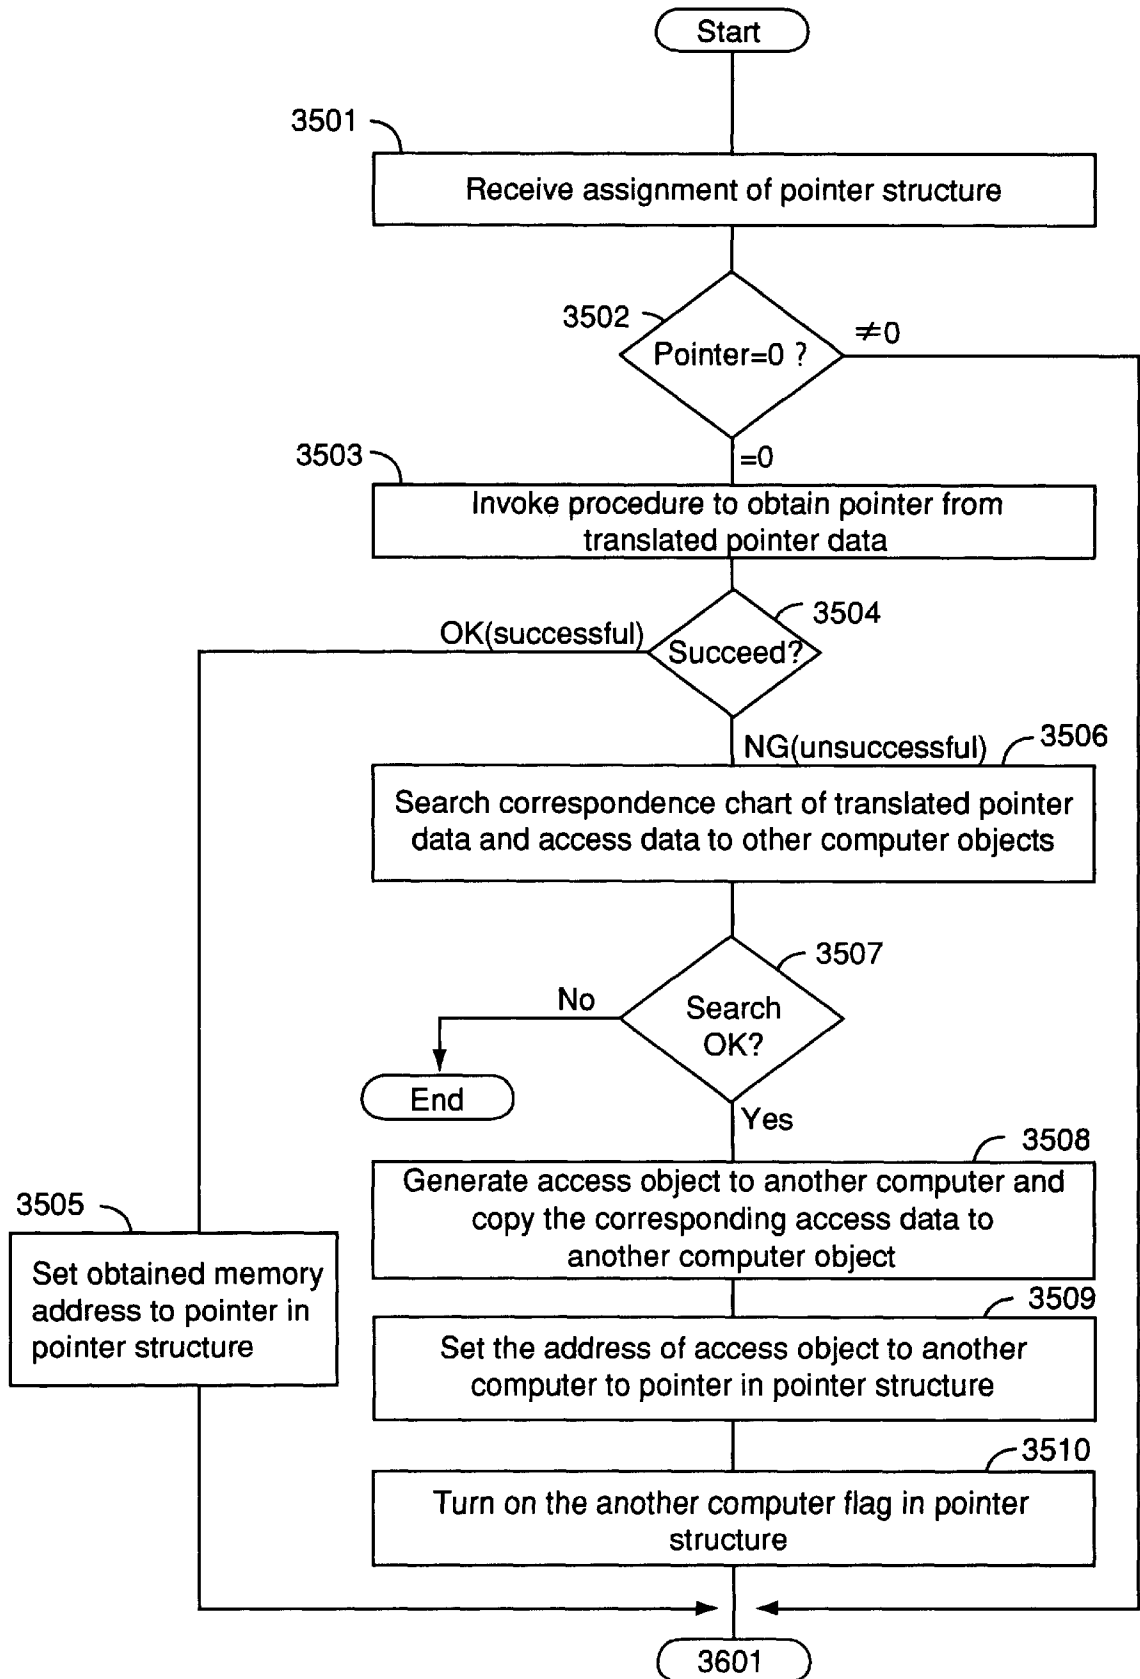 Start
3501
Receive assignment of pointer structure
3502
Pointer=0 ?
≠0
=0
3503
Invoke procedure to obtain pointer from
translated pointer data
3504
OK(successful)
Succeed?
NG(unsuccessful)
3506
Search correspondence chart of translated pointer
data and access data to other computer objects
3507
No
Search
OK?
End
Yes
3508
Generate access object to another computer and
copy the corresponding access data to
another computer object
3505
Set obtained memory
address to pointer in
pointer structure
3509
Set the address of access object to another
computer to pointer in pointer structure
3510
Turn on the another computer flag in pointer
structure
3601